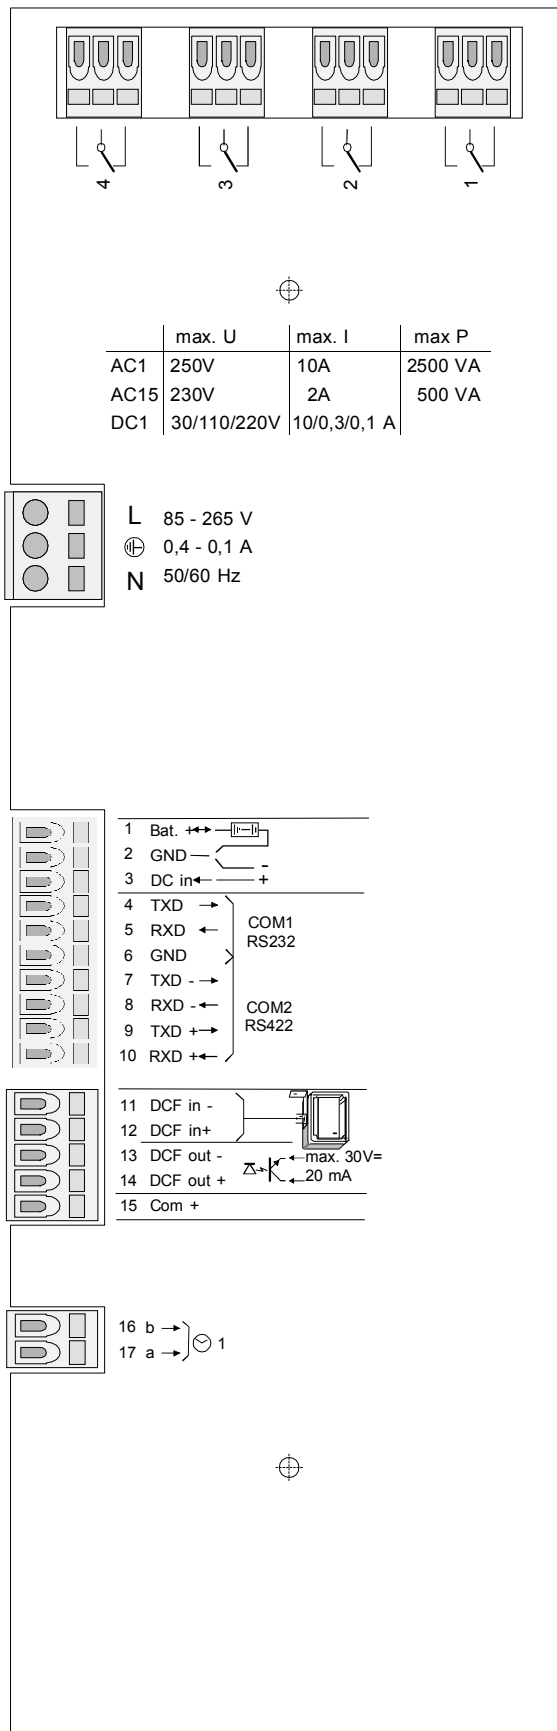 4 3 2 1
max. U max. I max P
AC1 250V 10A 2500 VA
AC15 230V 2A 500 VA
DC1 30/110/220V 10/0,3/0,1 A
L 85 - 265 V
0,4 - 0,1 A
N 50/60 Hz
1 Bat. +
2 GND -
3 DC in +
4 TXD
5 RXD
COM1
RS232
6 GND
7 TXD -
8 RXD -
COM2
RS422
9 TXD +
10 RXD +
11 DCF in -
12 DCF in+
13 DCF out - max. 30V=
14 DCF out + 20 mA
15 Com +
16 b
17 a
1